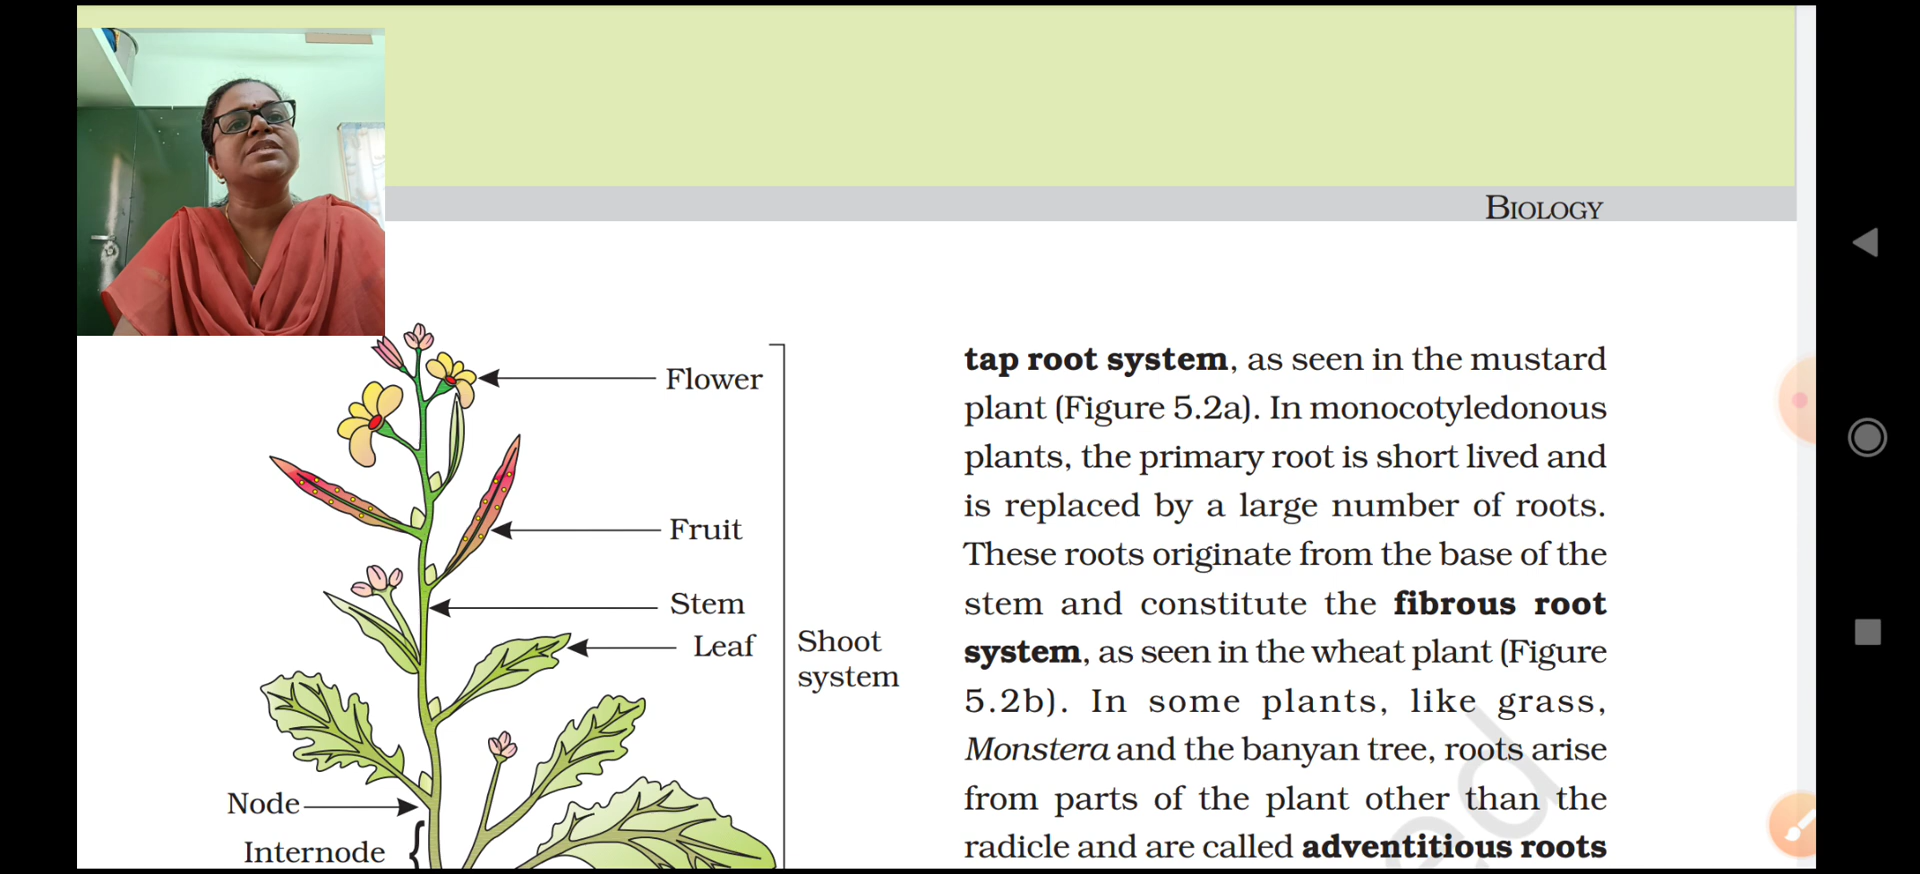 BIOLOGY
Flower
Fruit
Stem
Leaf
Shoot
system
Node
Internode
tap root system, as seen in the mustard
plant (Figure 5.2a). In monocotyledonous
plants, the primary root is short lived and
is replaced by a large number of roots.
These roots originate from the base of the
stem and constitute the fibrous root
system, as seen in the wheat plant (Figure
5.2b). In some plants, like grass,
Monstera and the banyan tree, roots arise
from parts of the plant other than the
radicle and are called adventitious roots